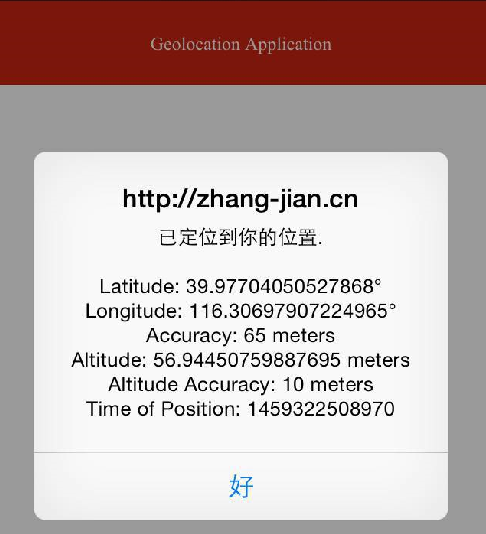 Geolocation Application
http://zhang-jian.cn
已定位到你的位置.
Latitude: 39.97704050527868°
Longitude: 116.30697907224965°
Accuracy: 65 meters
Altitude: 56.94450759887695 meters
Altitude Accuracy: 10 meters
Time of Position: 1459322508970
好